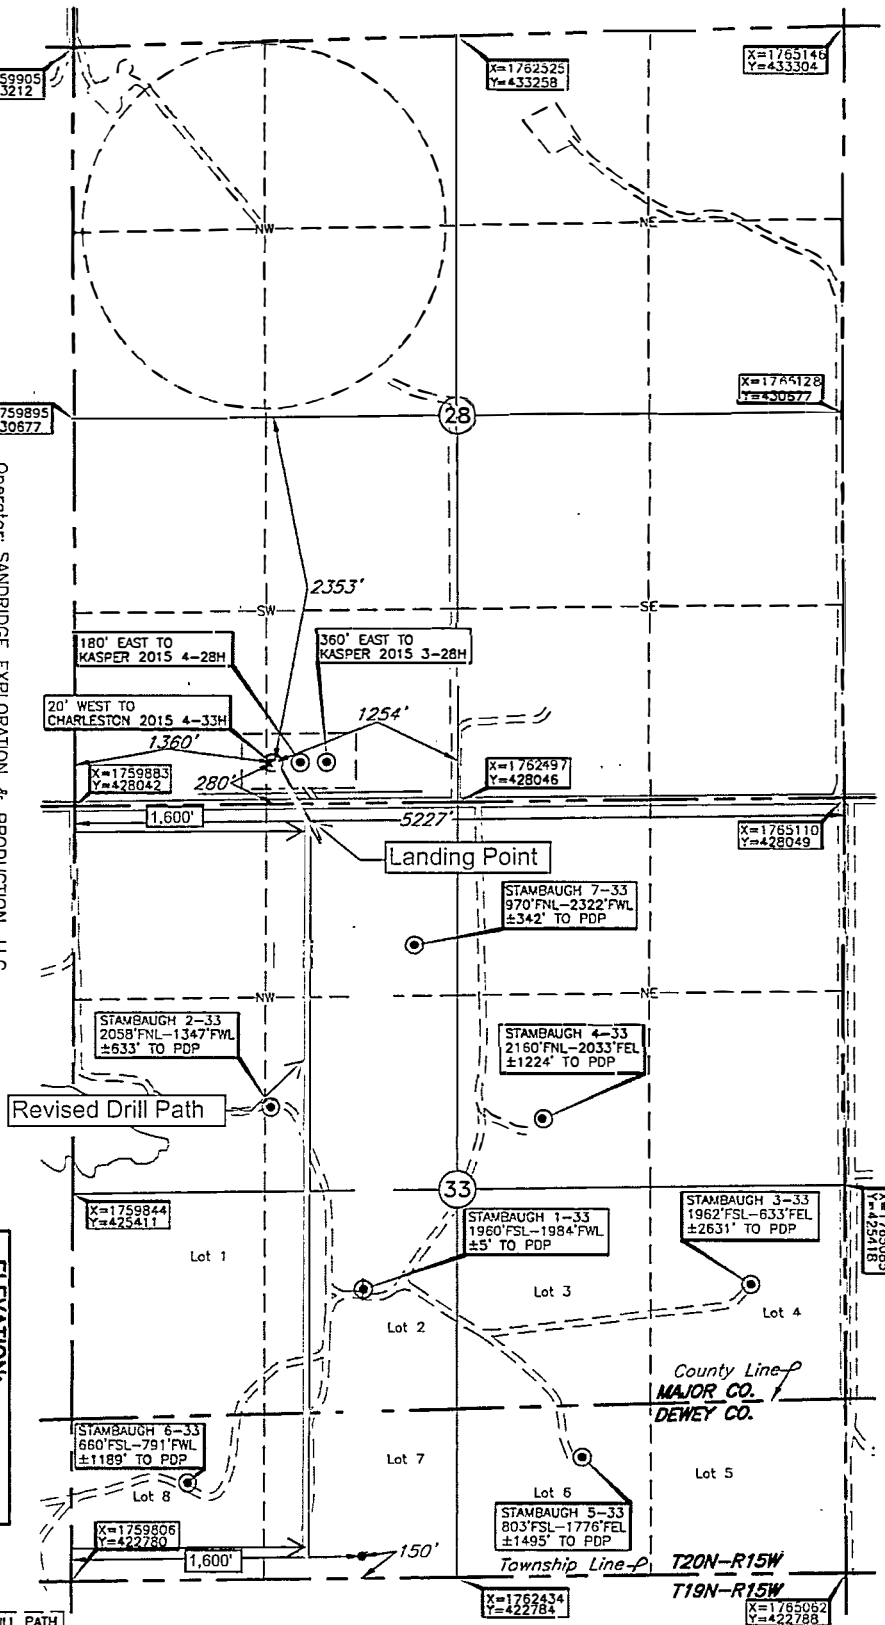 59905
3212
X=1762525
Y=433258
X=1765146
Y=433304
NW
NE
X=1765128
Y=430677
759895
30677
28
Operator: SANDRIDGE EXPLORATION & PRODUCTION, LLC
2353'
SW
SE
180' EAST TO
KASPER 2015 4-28H
360' EAST TO
KASPER 2015 3-28H
20' WEST TO
CHARLESTON 2015 4-33H
1254'
1360'
X=1759883
Y=428042
280'
X=1762497
Y=428046
1,600'
5227'
X=1765110
Y=428049
Landing Point
STAMBAUGH 7-33
970'FNL-2322'FWL
±342' TO PDP
NW
NE
STAMBAUGH 2-33
2058'FNL-1347'FWL
±633' TO PDP
STAMBAUGH 4-33
2160'FNL-2033'FEL
±1224' TO PDP
Revised Drill Path
33
X=1759844
Y=425411
STAMBAUGH 1-33
1960'FSL-1984'FWL
±5' TO PDP
STAMBAUGH 3-33
1962'FSL-633'FEL
±2631' TO PDP
Y=425418
Lot 1
Lot 3
Lot 2
Lot 4
ELEVATION:
County Line
MAJOR CO.
DEWEY CO.
STAMBAUGH 6-33
660'FSL-791'FWL
±1189' TO PDP
Lot 7
Lot 5
Lot 8
Lot 6
STAMBAUGH 5-33
803'FSL-1776'FEL
±1495' TO PDP
X=1759806
Y=422780
1,600'
150'
Township Line
T20N-R15W
T19N-R15W
X=1762434
Y=422784
X=1765062
Y=422788
PATH